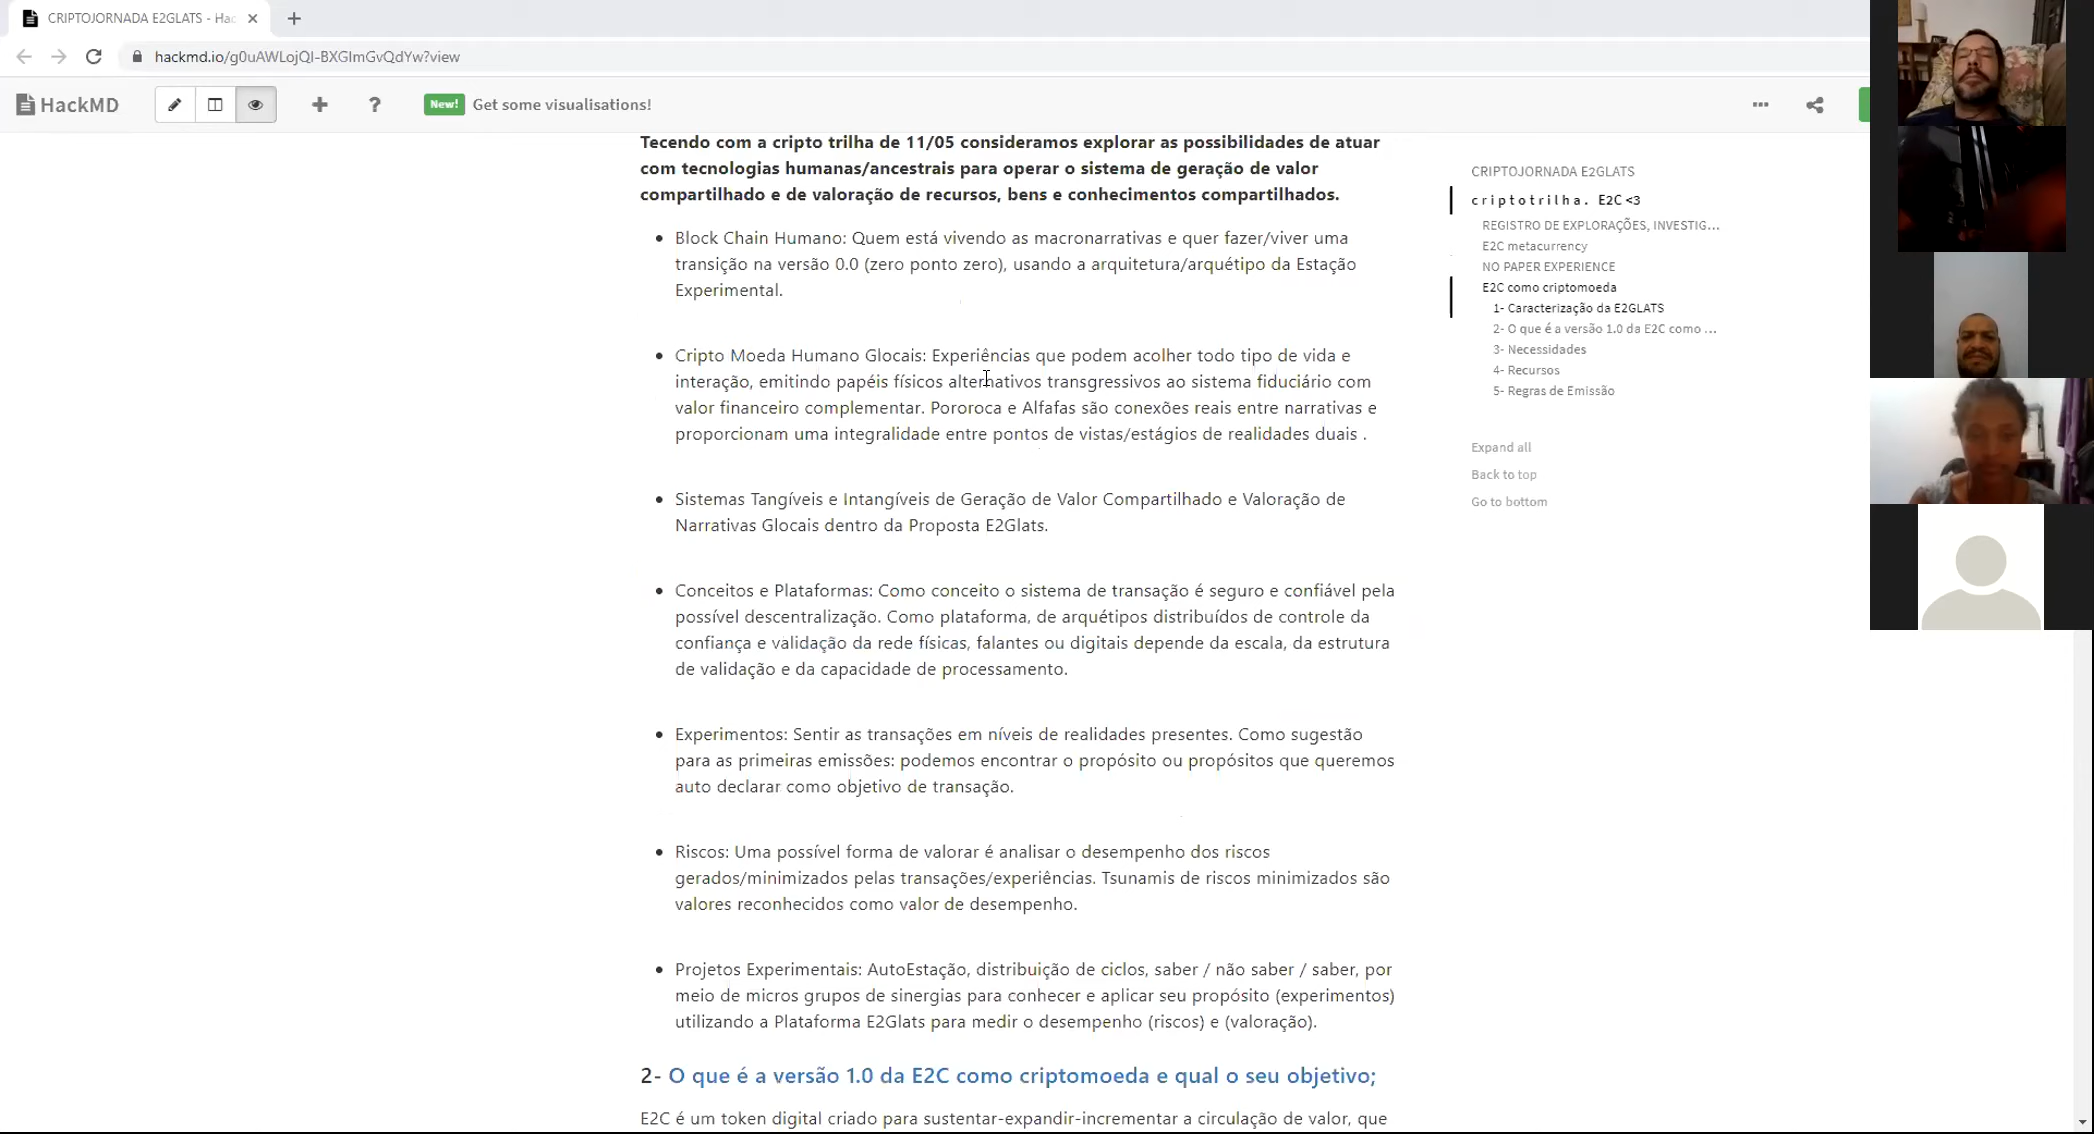 CRIPTOJORNADA E2GLATS - Hac
hackmd.io/g0uAWLojQI-BXGImGvQdYw?view
HackMD
New! Get some visualisations!
Tecendo com a cripto trilha de 11/05 consideramos explorar as possibilidades de atuar
com tecnologias humanas/ancestrais para operar o sistema de geração de valor
compartilhado e de valoração de recursos, bens e conhecimentos compartilhados.
• Block Chain Humano: Quem está vivendo as macronarrativas e quer fazer/viver uma
transição na versão 0.0 (zero ponto zero), usando a arquitetura/arquétipo da Estação
Experimental.
• Cripto Moeda Humano Glocais: Experiências que podem acolher todo tipo de vida e
interação, emitindo papéis físicos alternativos transgressivos ao sistema fiduciário com
valor financeiro complementar. Pororoca e Alfafas são conexões reais entre narrativas e
proporcionam uma integralidade entre pontos de vistas/estágios de realidades duais .
• Sistemas Tangíveis e Intangíveis de Geração de Valor Compartilhado e Valoração de
Narrativas Glocais dentro da Proposta E2Glats.
• Conceitos e Plataformas: Como conceito o sistema de transação é seguro e confiável pela
possível descentralização. Como plataforma, de arquétipos distribuídos de controle da
confiança e validação da rede físicas, falantes ou digitais depende da escala, da estrutura
de validação e da capacidade de processamento.
• Experimentos: Sentir as transações em níveis de realidades presentes. Como sugestão
para as primeiras emissões: podemos encontrar o propósito ou propósitos que queremos
auto declarar como objetivo de transação.
• Riscos: Uma possível forma de valorar é analisar o desempenho dos riscos
gerados/minimizados pelas transações/experiências. Tsunamis de riscos minimizados são
valores reconhecidos como valor de desempenho.
• Projetos Experimentais: AutoEstação, distribuição de ciclos, saber / não saber / saber, por
meio de micros grupos de sinergias para conhecer e aplicar seu propósito (experimentos)
utilizando a Plataforma E2Glats para medir o desempenho (riscos) e (valoração).
2- O que é a versão 1.0 da E2C como criptomoeda e qual o seu objetivo;
E2C é um token digital criado para sustentar-expandir-incrementar a circulação de valor, que
CRIPTOJORNADA E2GLATS
c r i p t o t r i l h a . E2C <3
REGISTRO DE EXPLORAÇÕES, INVESTIG...
E2C metacurrency
NO PAPER EXPERIENCE
E2C como criptomoeda
1- Caracterização da E2GLATS
2- O que é a versão 1.0 da E2C como ...
3- Necessidades
4- Recursos
5- Regras de Emissão
Expand all
Back to top
Go to bottom